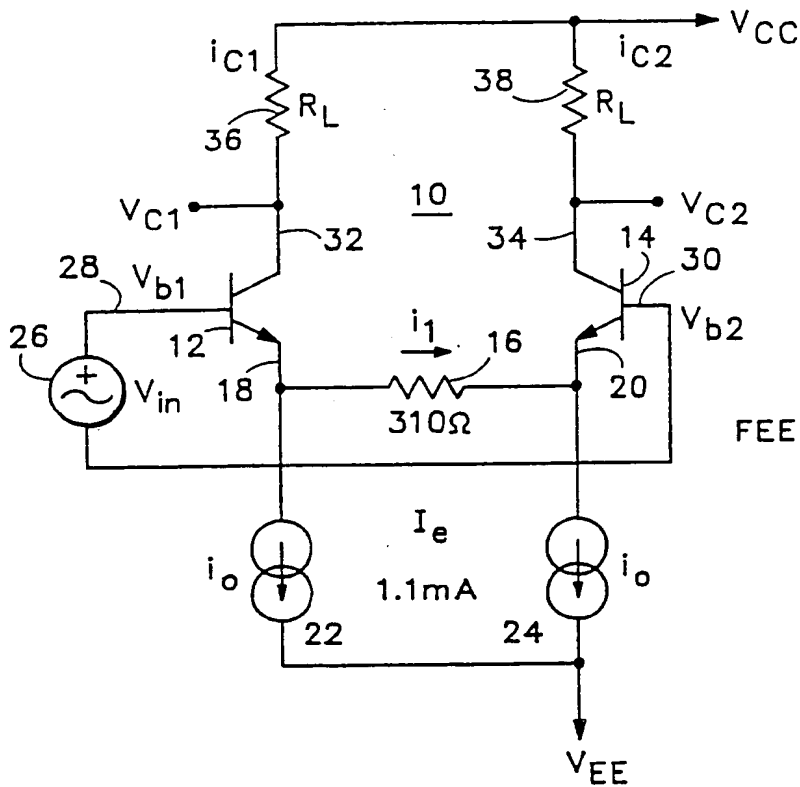 V_CC
i_C1
i_C2
38
R_L
R_L
36
V_C1
10
V_C2
32
34
14
28
V_b1
30
26
12
i_1
16
V_b2
+
V_in
18
20
310Ω
FEE
I_e
i_o
1.1mA
i_o
22
24
V_EE